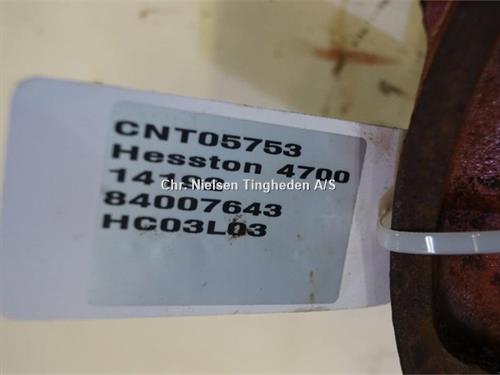 CNT05753
Hesston 4700
Chr. Nielsen Tingheden A/S
84007643
HC03L03